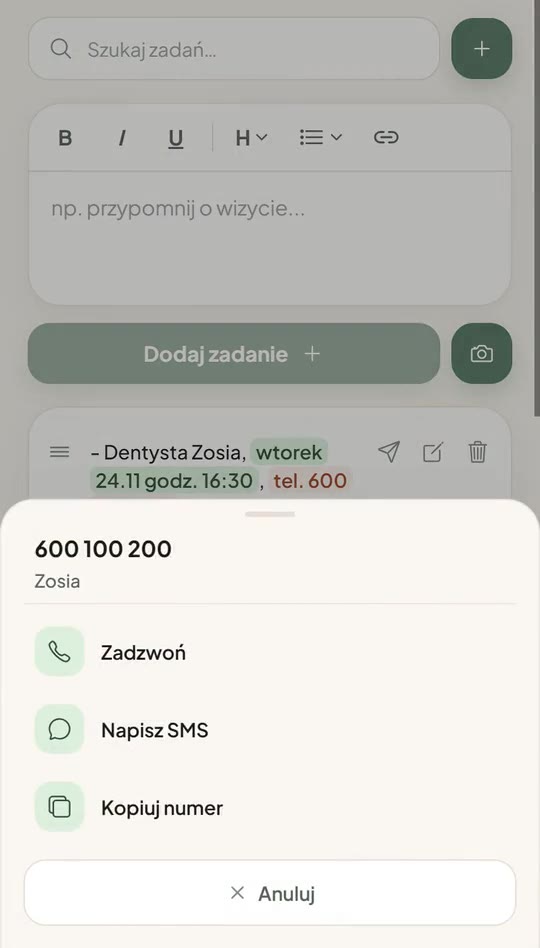 Szukaj zadań...
B I U H
np. przypomnij o wizycie...
Dodaj zadanie
- Dentysta Zosia, wtorek
24.11 godz. 16:30 , tel. 600
600 100 200
Zosia
Zadzwoń
Napisz SMS
Kopiuj numer
Anuluj